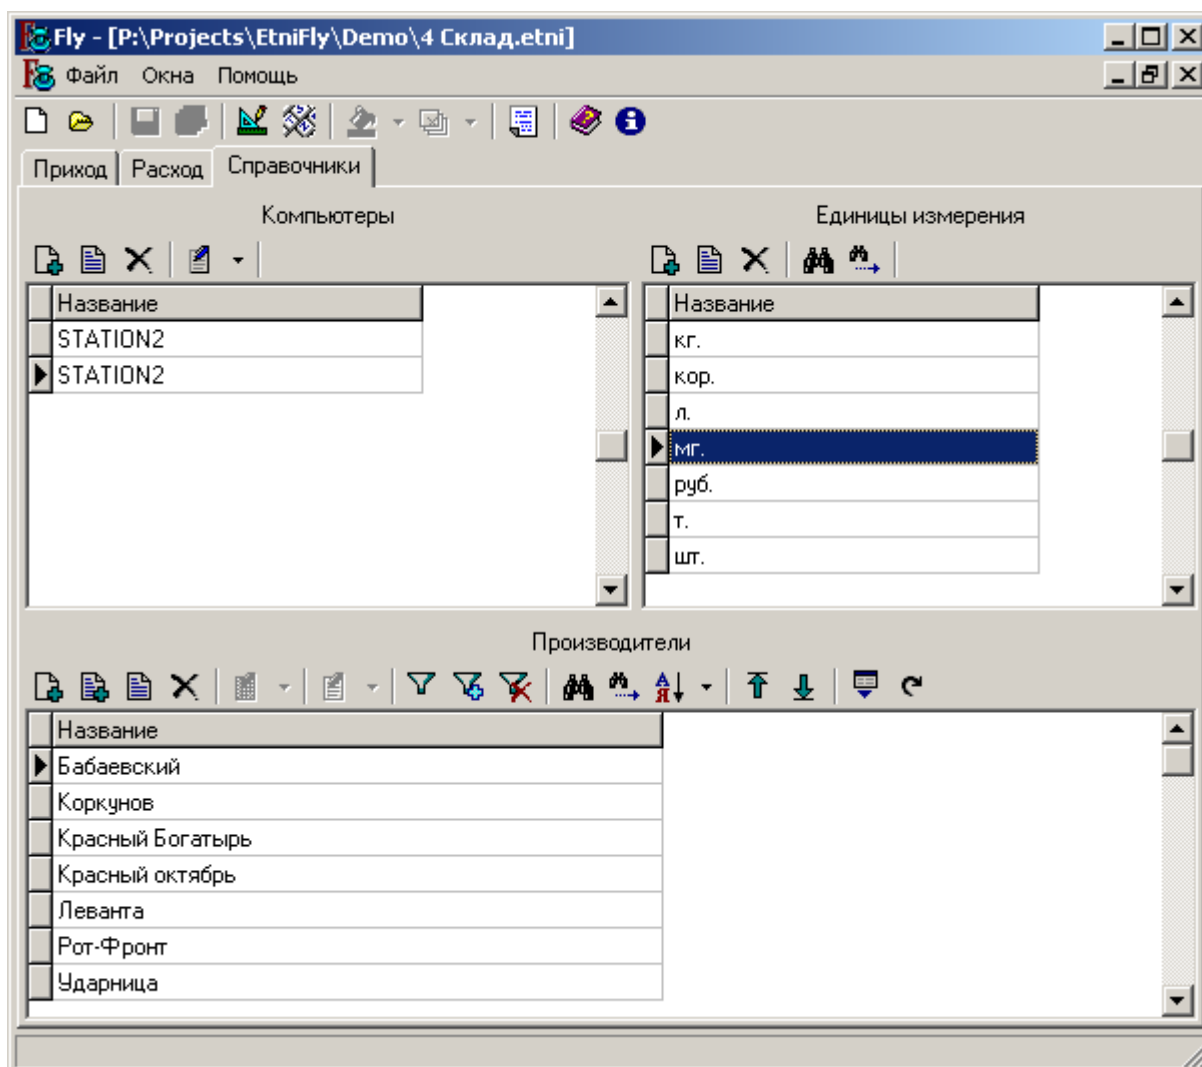 Fly - [P:\Projects\EtniFly\Demo\4 Склад.etni]
Файл Окна Помощь
Приход Расход Справочники
Компьютеры
Название
STATION2
STATION2
Единицы измерения
Название
кг.
кор.
л.
мг.
руб.
т.
шт.
Производители
Название
Бабаевский
Коркунов
Красный Богатырь
Красный октябрь
Леванта
Рот-Фронт
Ударница